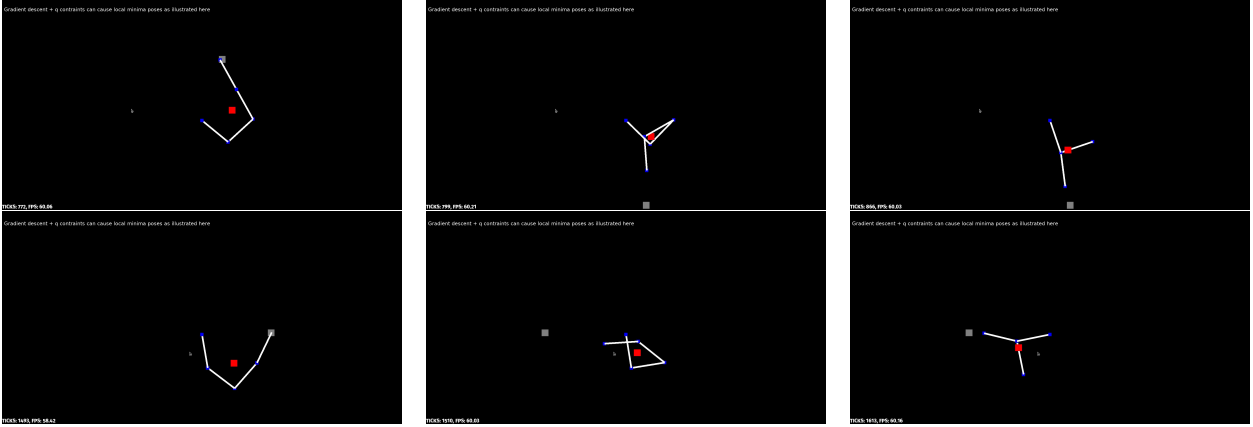 Gradient descent + q contraints can cause local minima poses as illustrated here
Gradient descent + q contraints can cause local minima poses as illustrated here
Gradient descent + q contraints can cause local minima poses as illustrated here
TICKS: 772, FPS: 60.06
TICKS: 799, FPS: 60.21
TICKS: 866, FPS: 60.03
Gradient descent + q contraints can cause local minima poses as illustrated here
Gradient descent + q contraints can cause local minima poses as illustrated here
Gradient descent + q contraints can cause local minima poses as illustrated here
TICKS: 1493, FPS: 58.42
TICKS: 1510, FPS: 60.03
TICKS: 1613, FPS: 60.16